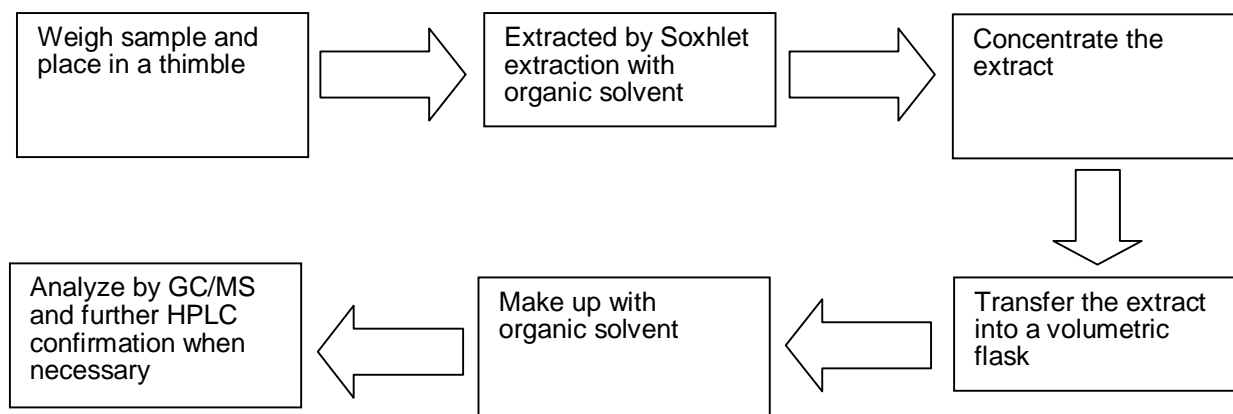 Weigh sample and
place in a thimble
Extracted by Soxhlet
extraction with
organic solvent
Concentrate the
extract
Transfer the extract
into a volumetric
flask
Make up with
organic solvent
Analyze by GC/MS
and further HPLC
confirmation when
necessary